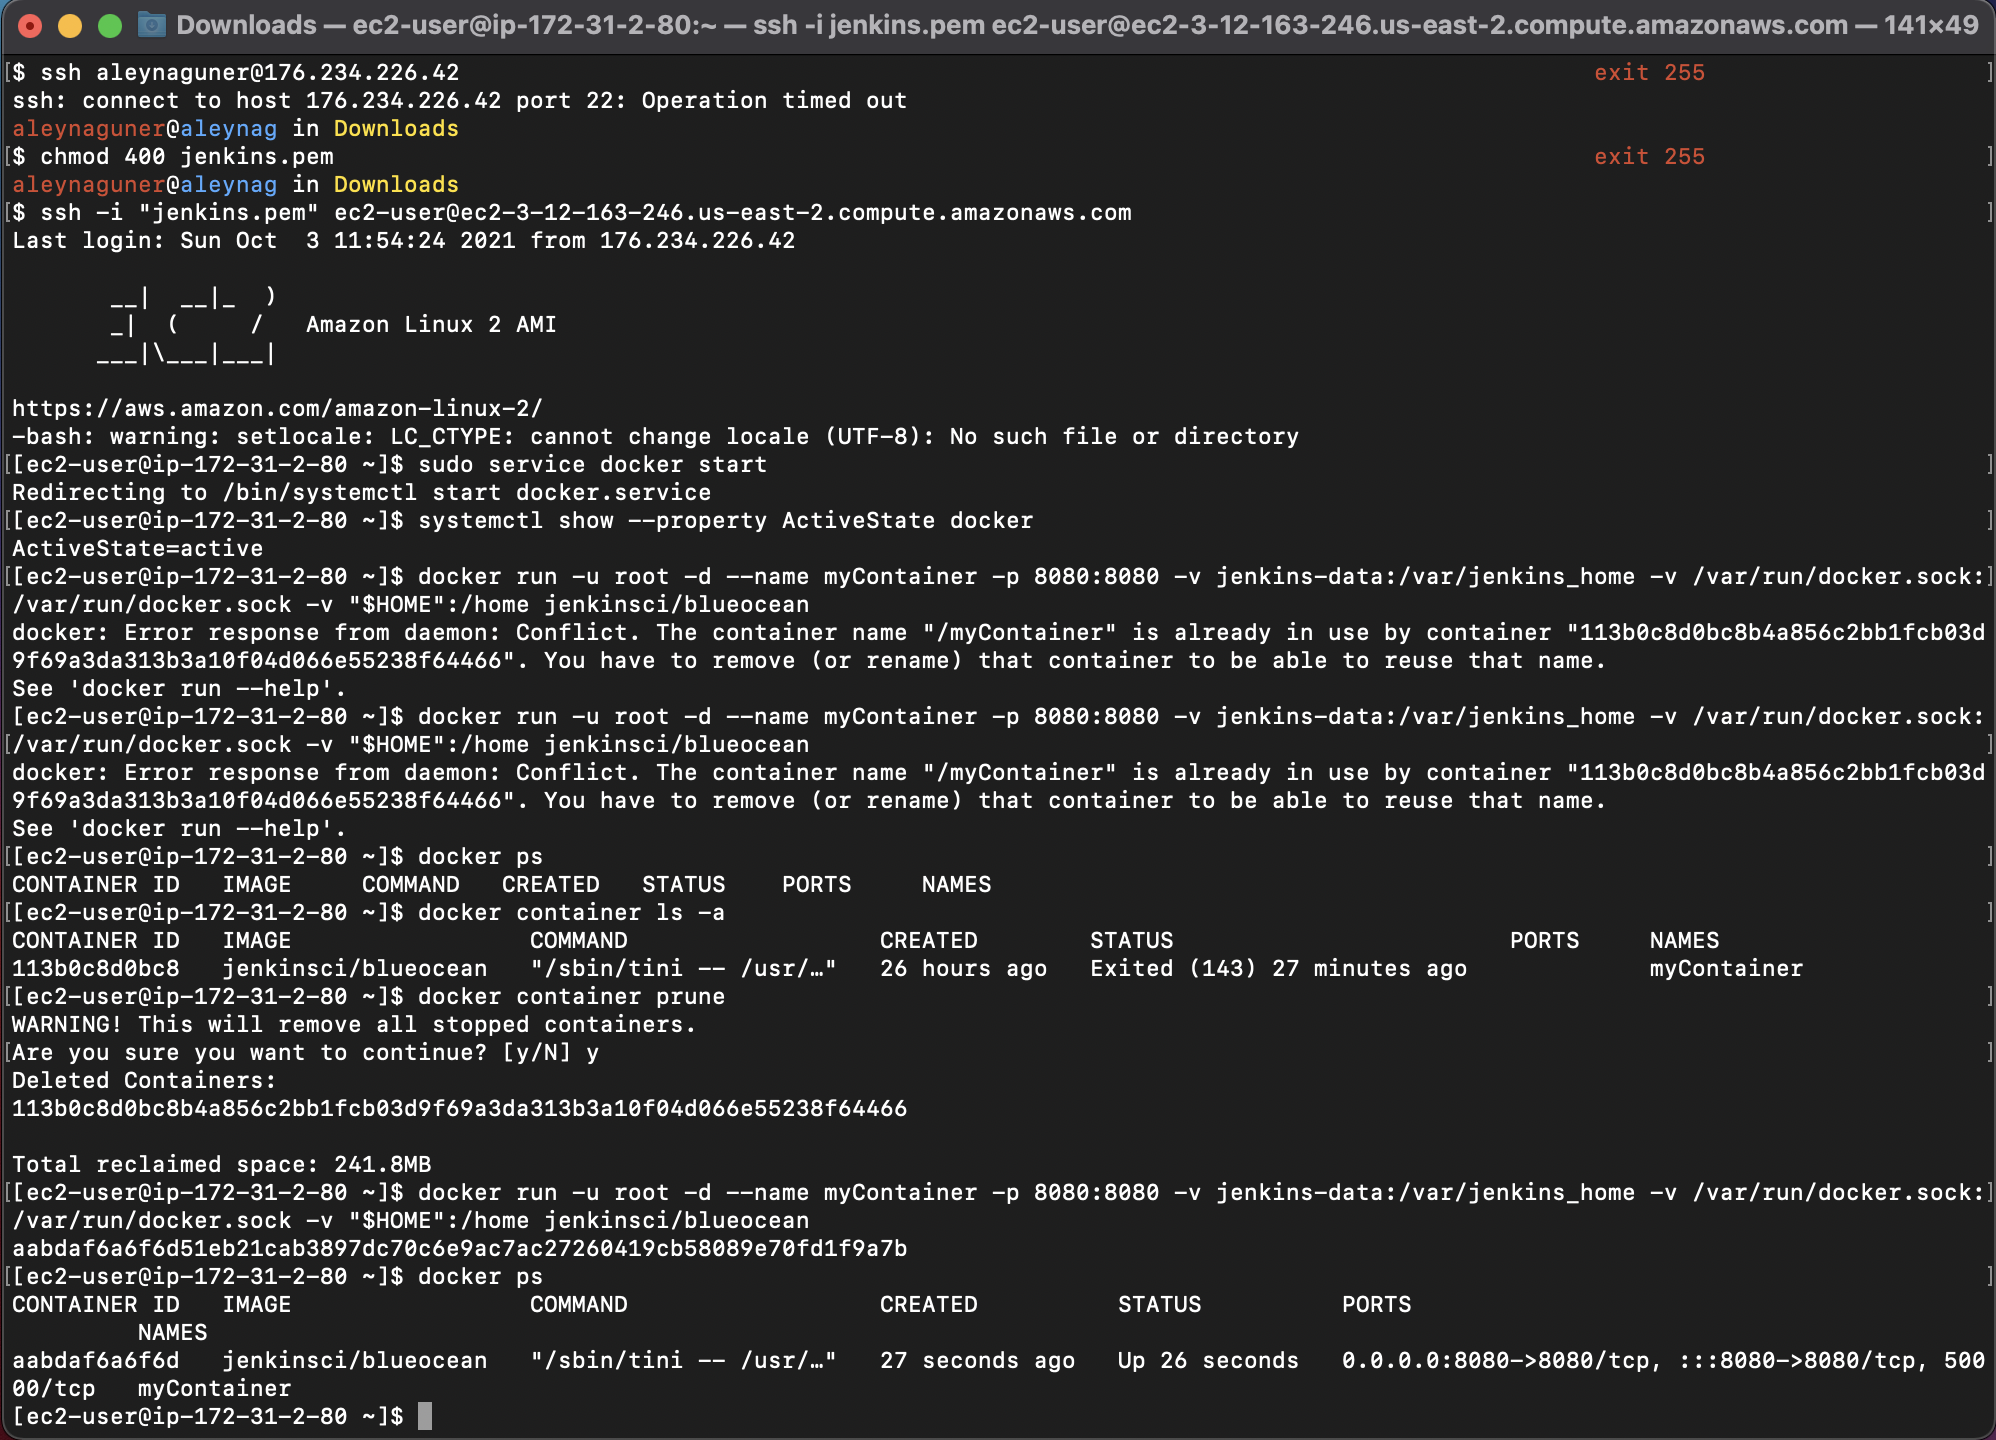 Downloads — ec2-user@ip-172-31-2-80:~ — ssh -i jenkins.pem ec2-user@ec2-3-12-163-246.us-east-2.compute.amazonaws.com — 141×49
[$ ssh aleynaguner@176.234.226.42 exit 255 ]
ssh: connect to host 176.234.226.42 port 22: Operation timed out
aleynaguner@aleynag in Downloads
[$ chmod 400 jenkins.pem exit 255 ]
aleynaguner@aleynag in Downloads
[$ ssh -i "jenkins.pem" ec2-user@ec2-3-12-163-246.us-east-2.compute.amazonaws.com ]
Last login: Sun Oct  3 11:54:24 2021 from 176.234.226.42
       __|  __|_  )
       _|  (     /   Amazon Linux 2 AMI
      ___|\___|___|
https://aws.amazon.com/amazon-linux-2/
-bash: warning: setlocale: LC_CTYPE: cannot change locale (UTF-8): No such file or directory
[[ec2-user@ip-172-31-2-80 ~]$ sudo service docker start ]
Redirecting to /bin/systemctl start docker.service
[[ec2-user@ip-172-31-2-80 ~]$ systemctl show --property ActiveState docker ]
ActiveState=active
[[ec2-user@ip-172-31-2-80 ~]$ docker run -u root -d --name myContainer -p 8080:8080 -v jenkins-data:/var/jenkins_home -v /var/run/docker.sock:]
/var/run/docker.sock -v "$HOME":/home jenkinsci/blueocean
docker: Error response from daemon: Conflict. The container name "/myContainer" is already in use by container "113b0c8d0bc8b4a856c2bb1fcb03d
9f69a3da313b3a10f04d066e55238f64466". You have to remove (or rename) that container to be able to reuse that name.
See 'docker run --help'.
[ec2-user@ip-172-31-2-80 ~]$ docker run -u root -d --name myContainer -p 8080:8080 -v jenkins-data:/var/jenkins_home -v /var/run/docker.sock:
[/var/run/docker.sock -v "$HOME":/home jenkinsci/blueocean ]
docker: Error response from daemon: Conflict. The container name "/myContainer" is already in use by container "113b0c8d0bc8b4a856c2bb1fcb03d
9f69a3da313b3a10f04d066e55238f64466". You have to remove (or rename) that container to be able to reuse that name.
See 'docker run --help'.
[[ec2-user@ip-172-31-2-80 ~]$ docker ps ]
CONTAINER ID   IMAGE     COMMAND   CREATED   STATUS    PORTS     NAMES
[[ec2-user@ip-172-31-2-80 ~]$ docker container ls -a ]
CONTAINER ID   IMAGE                 COMMAND                  CREATED        STATUS                        PORTS     NAMES
113b0c8d0bc8   jenkinsci/blueocean   "/sbin/tini -- /usr/…"   26 hours ago   Exited (143) 27 minutes ago             myContainer
[[ec2-user@ip-172-31-2-80 ~]$ docker container prune ]
WARNING! This will remove all stopped containers.
[Are you sure you want to continue? [y/N] y ]
Deleted Containers:
113b0c8d0bc8b4a856c2bb1fcb03d9f69a3da313b3a10f04d066e55238f64466
Total reclaimed space: 241.8MB
[[ec2-user@ip-172-31-2-80 ~]$ docker run -u root -d --name myContainer -p 8080:8080 -v jenkins-data:/var/jenkins_home -v /var/run/docker.sock:]
/var/run/docker.sock -v "$HOME":/home jenkinsci/blueocean
aabdaf6a6f6d51eb21cab3897dc70c6e9ac7ac27260419cb58089e70fd1f9a7b
[[ec2-user@ip-172-31-2-80 ~]$ docker ps ]
CONTAINER ID   IMAGE                 COMMAND                  CREATED          STATUS          PORTS
         NAMES
aabdaf6a6f6d   jenkinsci/blueocean   "/sbin/tini -- /usr/…"   27 seconds ago   Up 26 seconds   0.0.0.0:8080->8080/tcp, :::8080->8080/tcp, 500
00/tcp   myContainer
[ec2-user@ip-172-31-2-80 ~]$